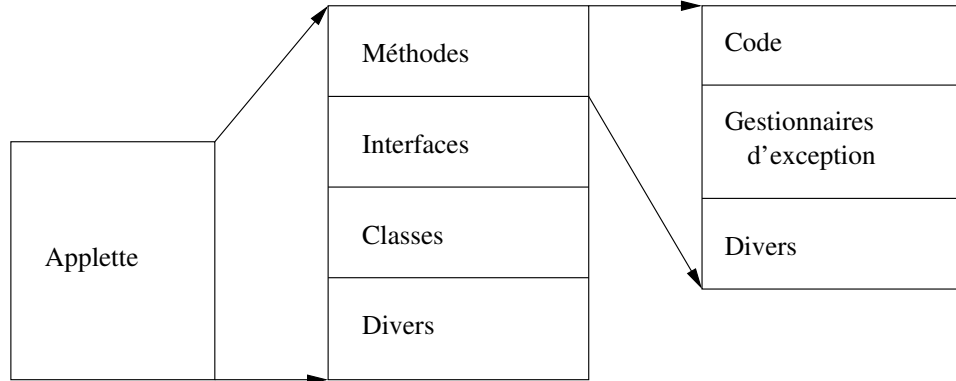 Applette
Méthodes
Interfaces
Classes
Divers
Code
Gestionnaires
d’exception
Divers